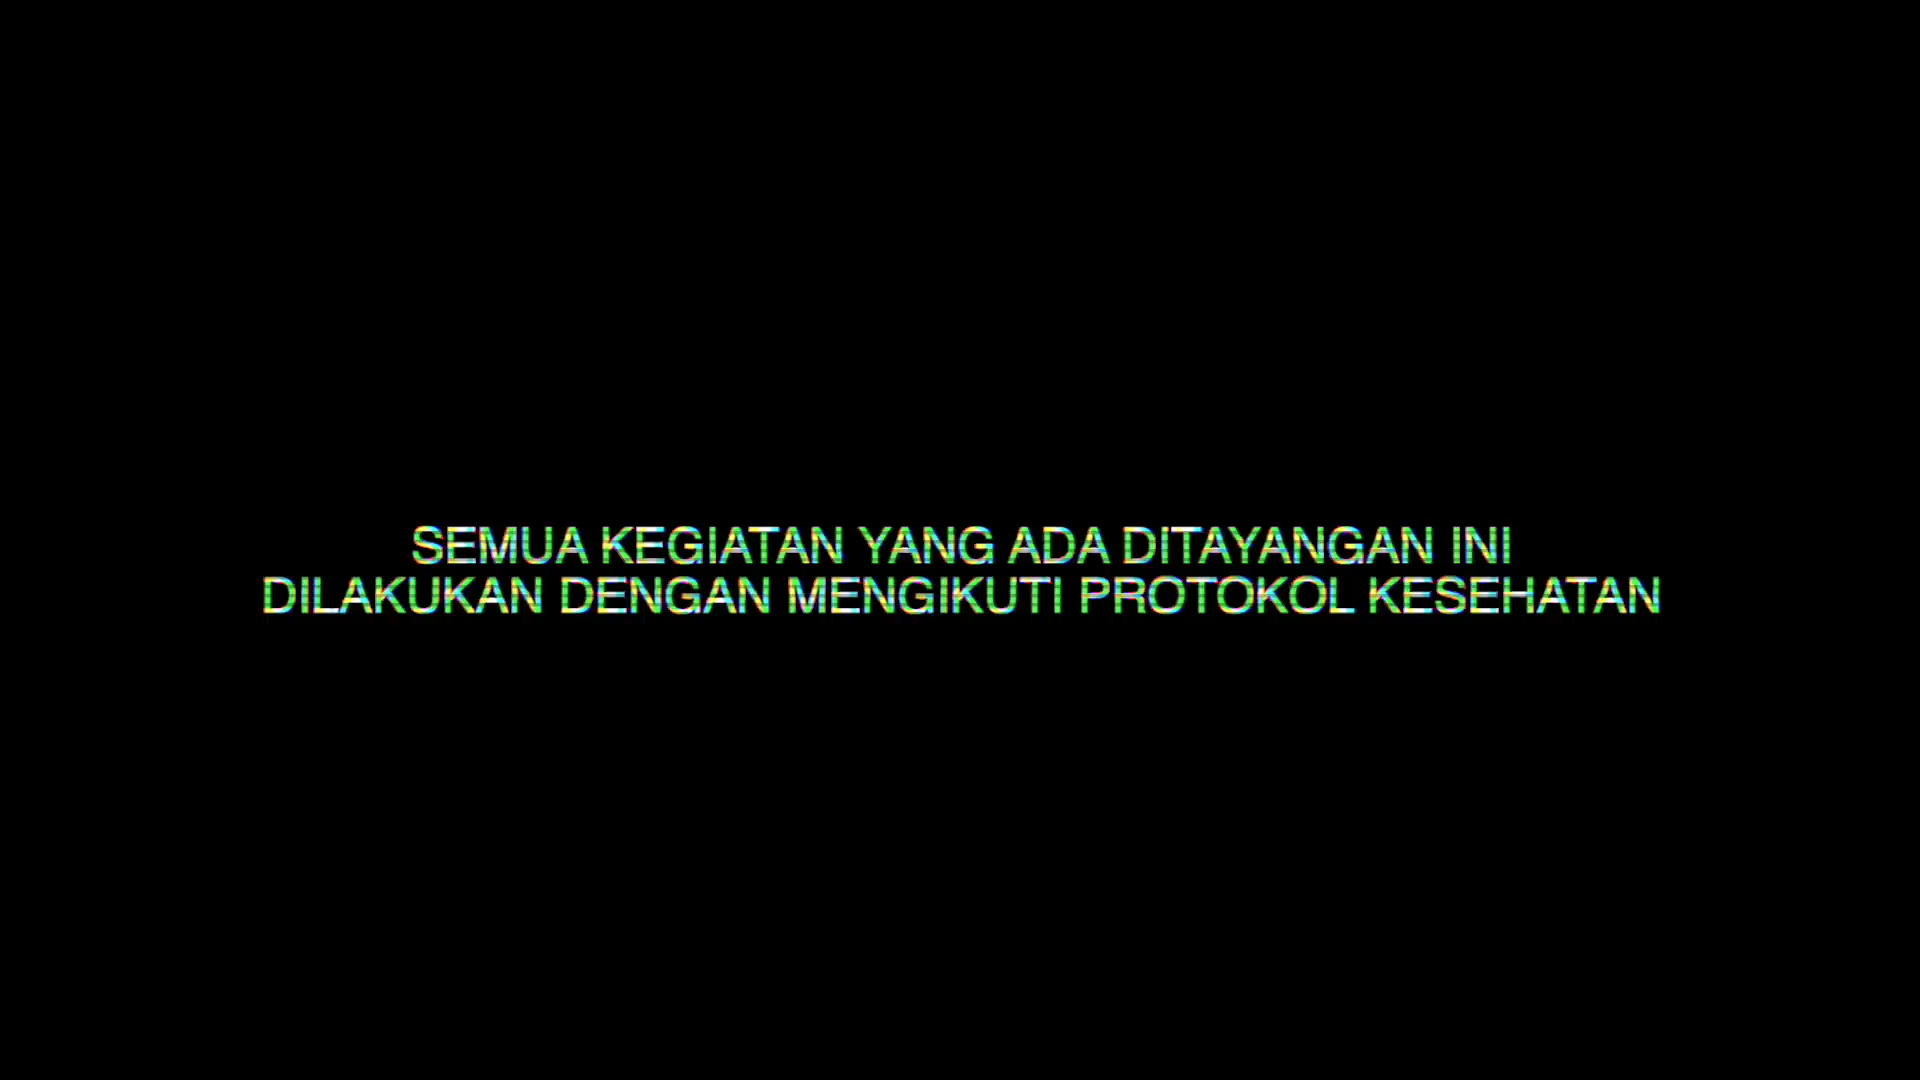 SEMUA KEGIATAN YANG ADA DITAYANGAN INI
DILAKUKAN DENGAN MENGIKUTI PROTOKOL KESEHATAN